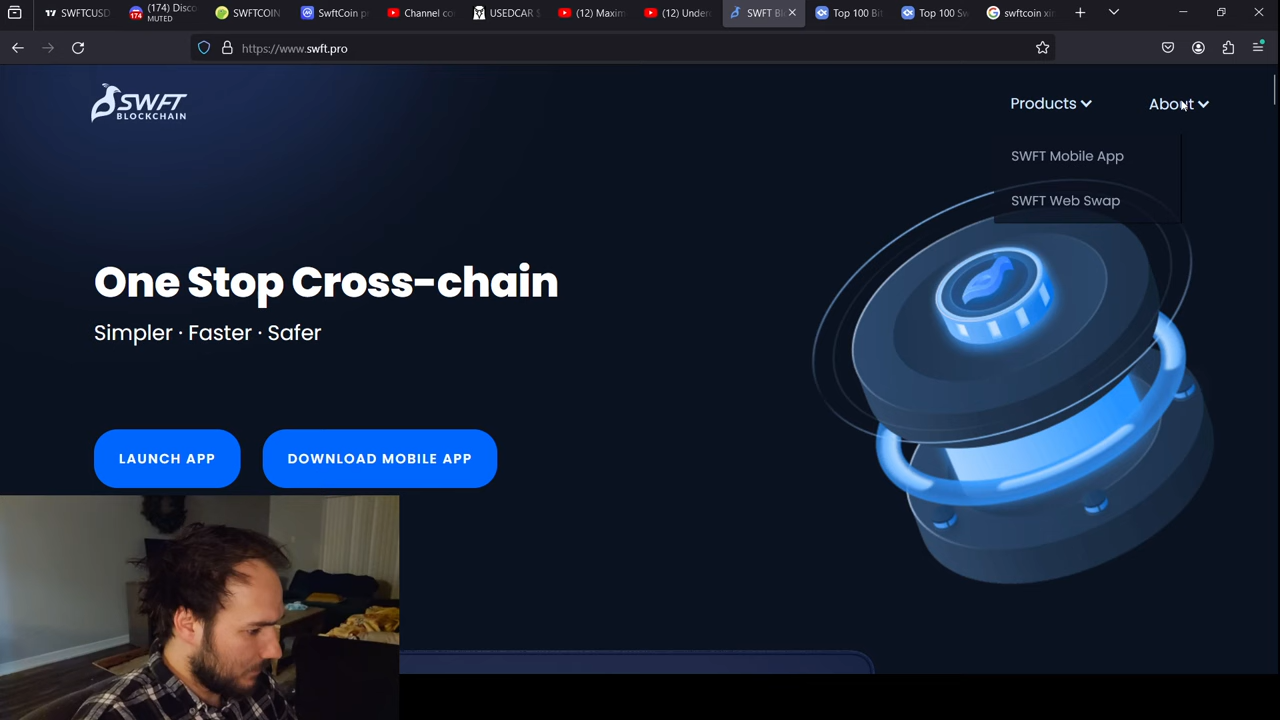 SWFTCUSD
(174) Disco
MUTED
174
SWFTCOIN
SwftCoin p
Channel co
USEDCAR $
(12) Maxim
(12) Underc
SWFT Bl
Top 100 Bi
Top 100 Sw
swftcoin xi
https://www.swft.pro
SWFT
BLOCKCHAIN
Products
About
SWFT Mobile App
SWFT Web Swap
One Stop Cross-chain
Simpler · Faster · Safer
LAUNCH APP
DOWNLOAD MOBILE APP